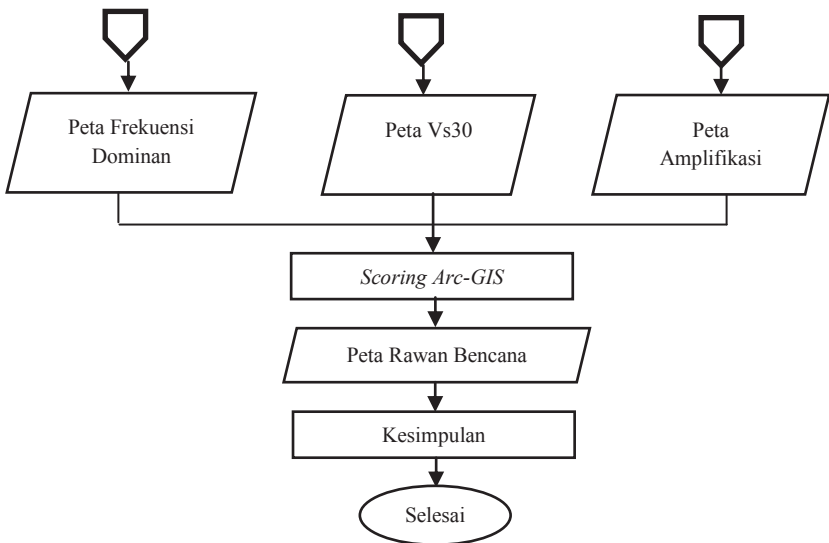 Peta Frekuensi
Dominan
Peta Vs30
Peta
Amplifikasi
Scoring Arc-GIS
Peta Rawan Bencana
Kesimpulan
Selesai